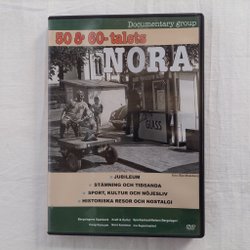 Documentary group
50 & 60-talets
NORA
GLASS
JUBILEUM
STÄMNING OCH TIDSANDA
SPORT, KULTUR OCH NÖJESLIV
HISTORISKA RESOR OCH NOSTALGI
DVD